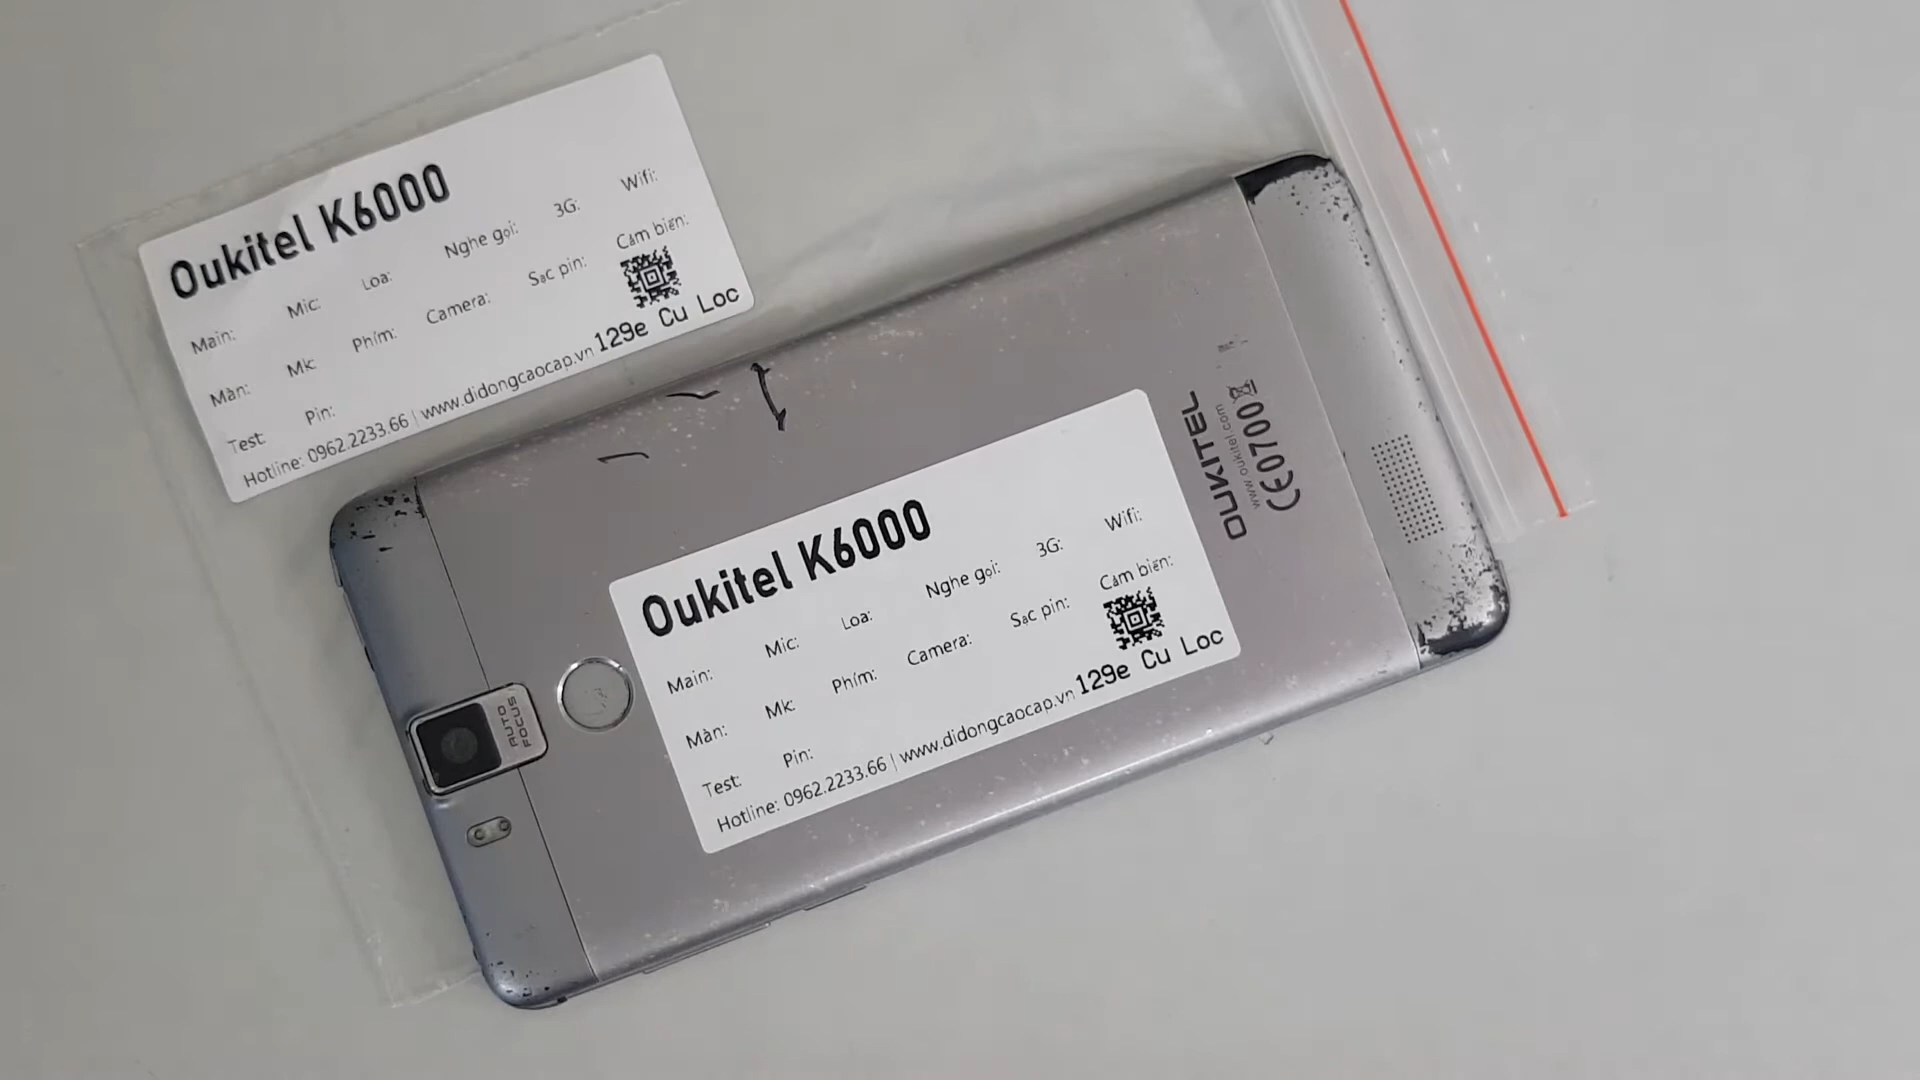 Oukitel K6000
Main: Mic: Loa: Nghe gọi: 3G: Wifi:
Màn: Mk: Phím: Camera: Sạc pin: Cảm biến:
Test: Pin:
Hotline: 0962.2233.66 | www.didongcaocap.vn 129e Cu Loc
Oukitel K6000
Main: Mic: Loa: Nghe gọi: 3G: Wifi:
Màn: Mk: Phím: Camera: Sạc pin: Cảm biến:
Test: Pin:
Hotline: 0962.2233.66 | www.didongcaocap.vn 129e Cu Loc
AUTO
FOCUS
OUKITEL
www.oukitel.com
CE0700